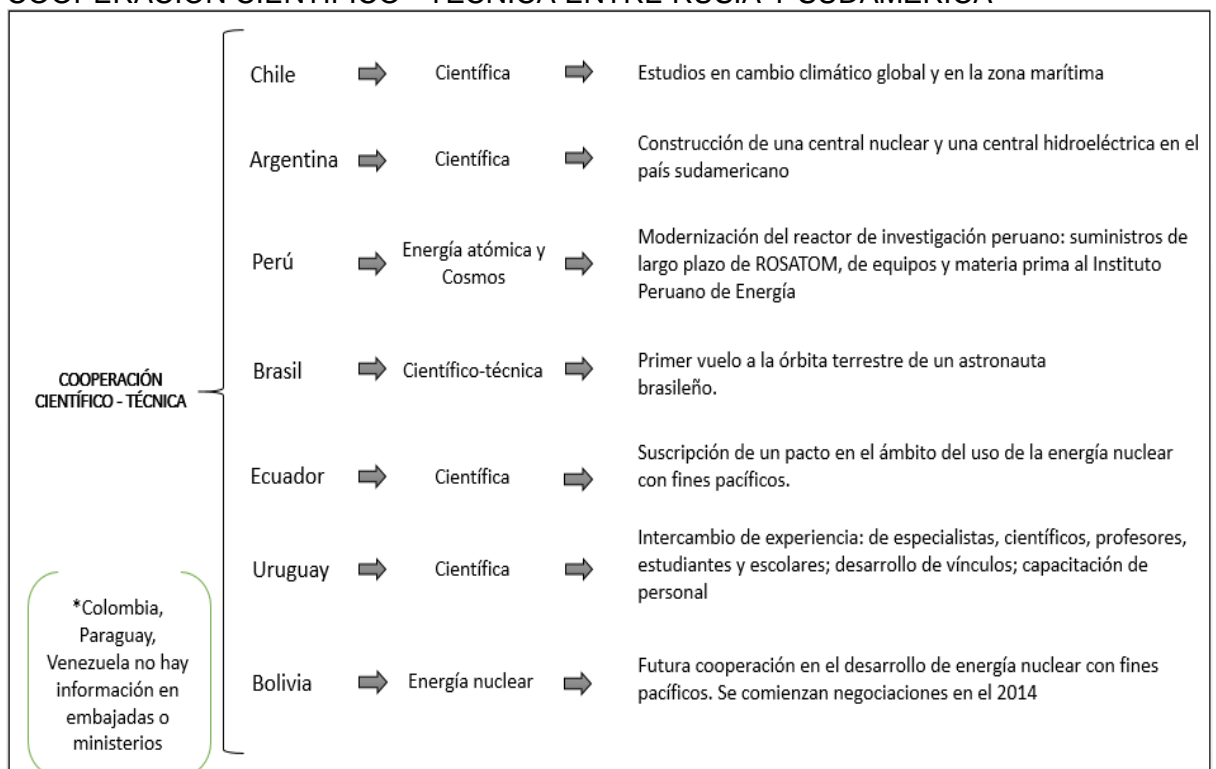 COOPERACIÓN CIENTÍFICO - TÉCNICA ENTRE RUSIA Y SUDAMÉRICA
COOPERACIÓN
CIENTÍFICO - TÉCNICA
Chile
Científica
Estudios en cambio climático global y en la zona marítima
Argentina
Científica
Construcción de una central nuclear y una central hidroeléctrica en el
país sudamericano
Perú
Energía atómica y
Cosmos
Modernización del reactor de investigación peruano: suministros de
largo plazo de ROSATOM, de equipos y materia prima al Instituto
Peruano de Energía
Brasil
Científico-técnica
Primer vuelo a la órbita terrestre de un astronauta
brasileño.
Ecuador
Científica
Suscripción de un pacto en el ámbito del uso de la energía nuclear
con fines pacíficos.
Uruguay
Científica
Intercambio de experiencia: de especialistas, científicos, profesores,
estudiantes y escolares; desarrollo de vínculos; capacitación de
personal
Bolivia
Energía nuclear
Futura cooperación en el desarrollo de energía nuclear con fines
pacíficos. Se comienzan negociaciones en el 2014
*Colombia,
Paraguay,
Venezuela no hay
información en
embajadas o
ministerios